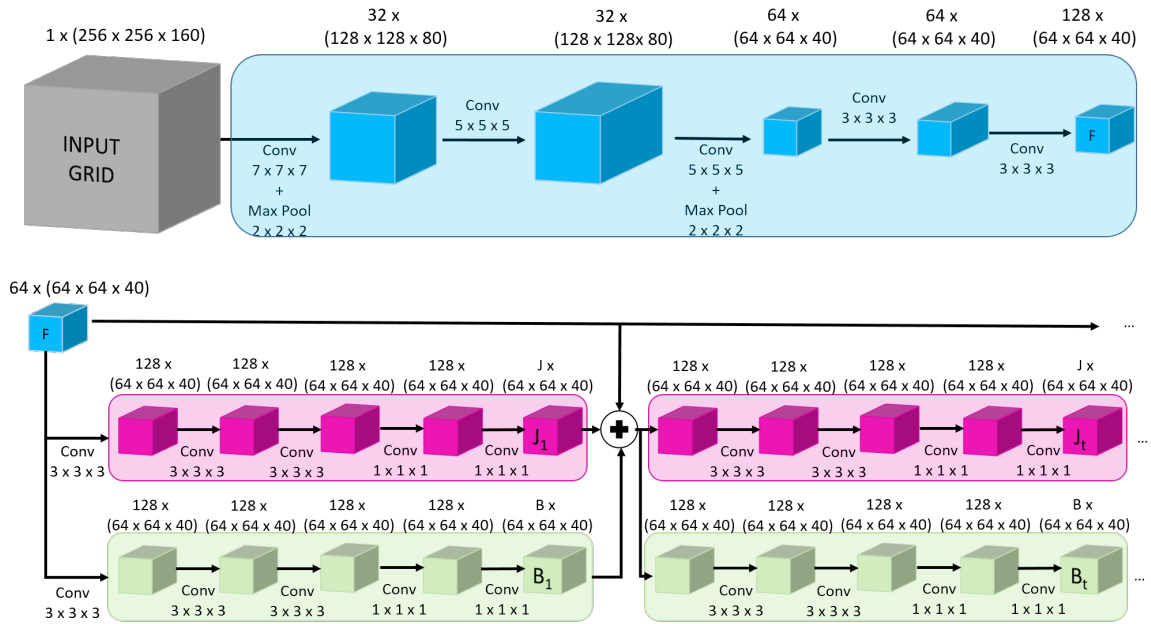 1 x (256 x 256 x 160)
32 x
(128 x 128 x 80)
32 x
(128 x 128x 80)
64 x
(64 x 64 x 40)
64 x
(64 x 64 x 40)
128 x
(64 x 64 x 40)
INPUT
GRID
Conv
7 x 7 x 7
+
Max Pool
2 x 2 x 2
Conv
5 x 5 x 5
Conv
5 x 5 x 5
+
Max Pool
2 x 2 x 2
Conv
3 x 3 x 3
Conv
3 x 3 x 3
F
64 x (64 x 64 x 40)
F
...
128 x
(64 x 64 x 40)
128 x
(64 x 64 x 40)
128 x
(64 x 64 x 40)
128 x
(64 x 64 x 40)
J x
(64 x 64 x 40)
128 x
(64 x 64 x 40)
128 x
(64 x 64 x 40)
128 x
(64 x 64 x 40)
128 x
(64 x 64 x 40)
J x
(64 x 64 x 40)
Conv
3 x 3 x 3
Conv
3 x 3 x 3
Conv
3 x 3 x 3
Conv
1 x 1 x 1
Conv
1 x 1 x 1
J1
Conv
3 x 3 x 3
Conv
3 x 3 x 3
Conv
1 x 1 x 1
Conv
1 x 1 x 1
Jt
...
128 x
(64 x 64 x 40)
128 x
(64 x 64 x 40)
128 x
(64 x 64 x 40)
128 x
(64 x 64 x 40)
B x
(64 x 64 x 40)
128 x
(64 x 64 x 40)
128 x
(64 x 64 x 40)
128 x
(64 x 64 x 40)
128 x
(64 x 64 x 40)
B x
(64 x 64 x 40)
Conv
3 x 3 x 3
Conv
3 x 3 x 3
Conv
3 x 3 x 3
Conv
1 x 1 x 1
Conv
1 x 1 x 1
B1
Conv
3 x 3 x 3
Conv
3 x 3 x 3
Conv
1 x 1 x 1
Conv
1 x 1 x 1
Bt
...